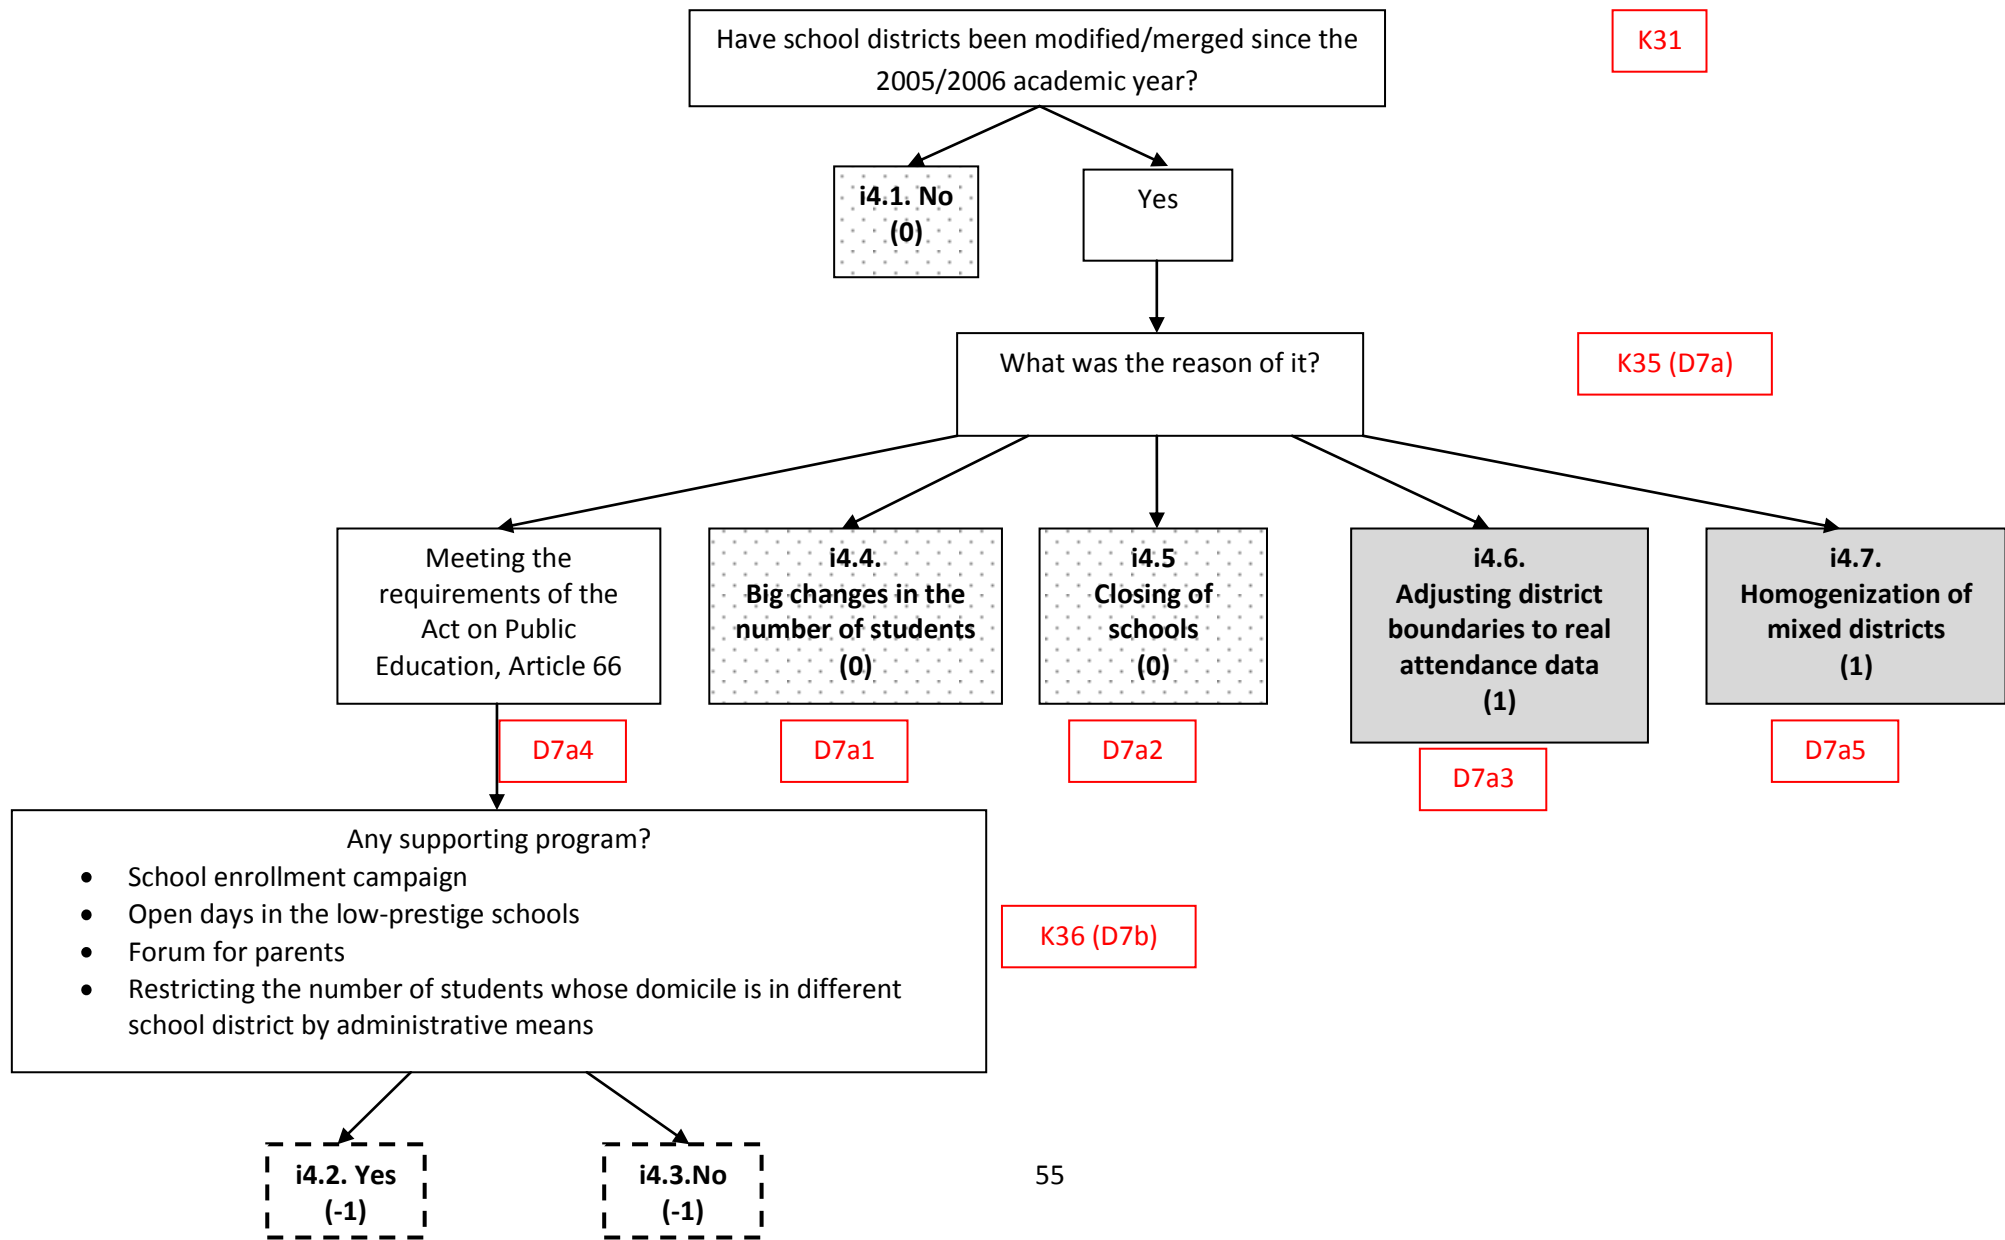 Have school districts been modified/merged since the
2005/2006 academic year?
K31
i4.1. No
(0)
Yes
What was the reason of it?
K35 (D7a)
Meeting the
requirements of the
Act on Public
Education, Article 66
i4.4.
Big changes in the
number of students
(0)
i4.5
Closing of
schools
(0)
i4.6.
Adjusting district
boundaries to real
attendance data
(1)
i4.7.
Homogenization of
mixed districts
(1)
D7a4
D7a1
D7a2
D7a3
D7a5
Any supporting program?
• School enrollment campaign
• Open days in the low-prestige schools
• Forum for parents
• Restricting the number of students whose domicile is in different
school district by administrative means
K36 (D7b)
i4.2. Yes
(-1)
i4.3.No
(-1)
55